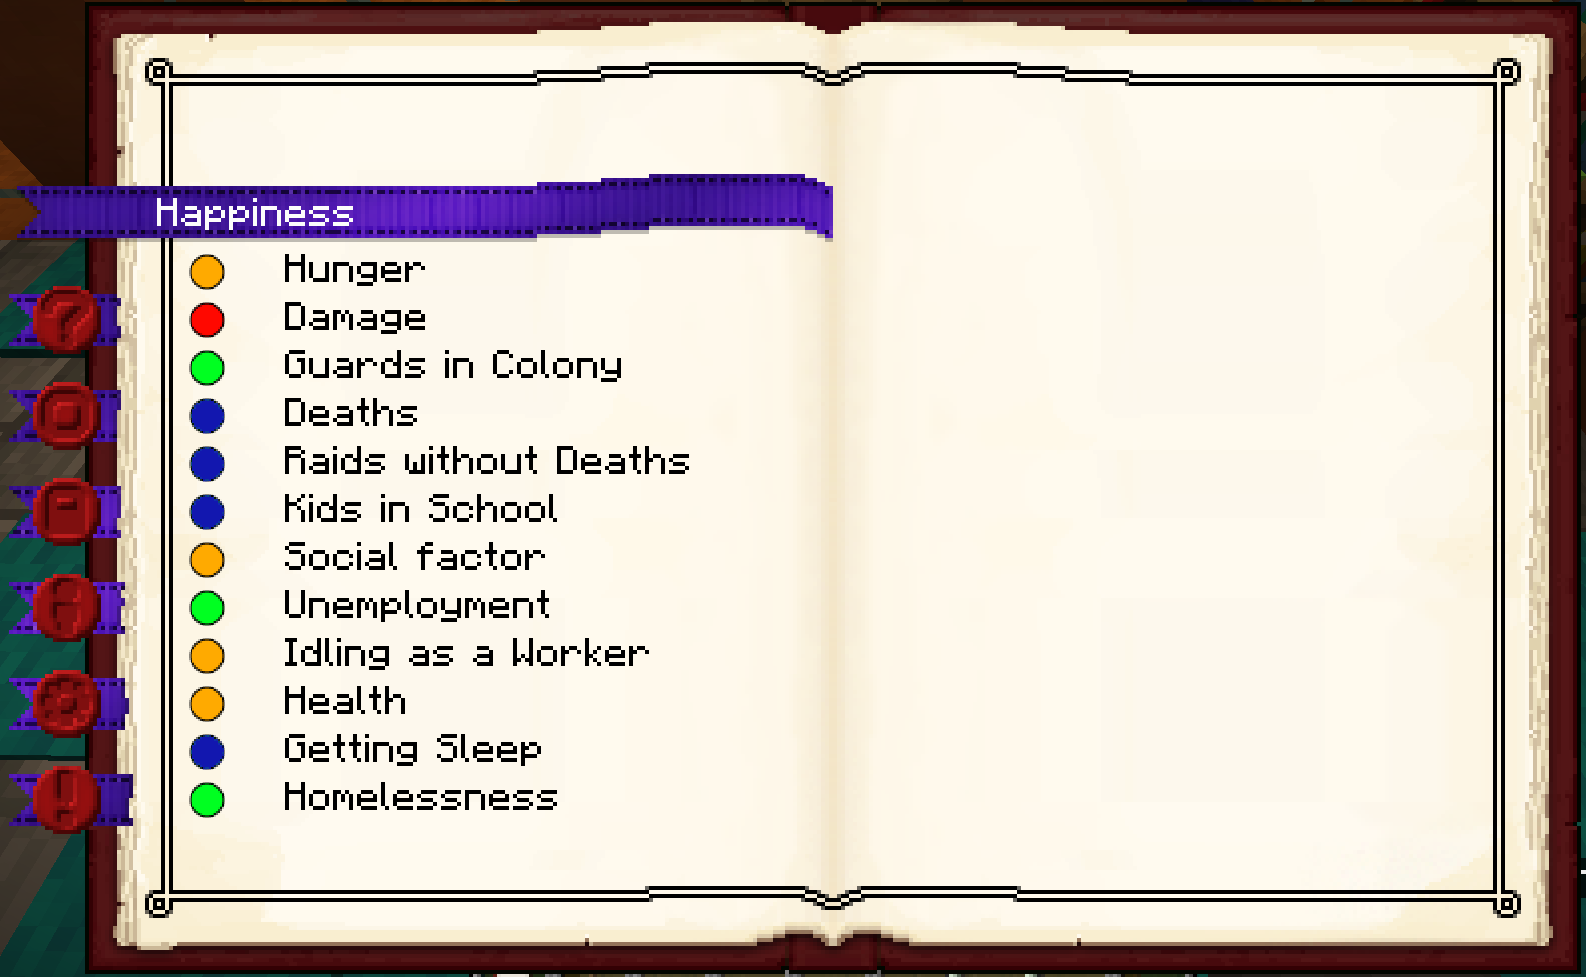 Happiness
Hunger
Damage
Guards in Colony
Deaths
Raids without Deaths
Kids in School
Social factor
Unemployment
Idling as a Worker
Health
Getting Sleep
Homelessness